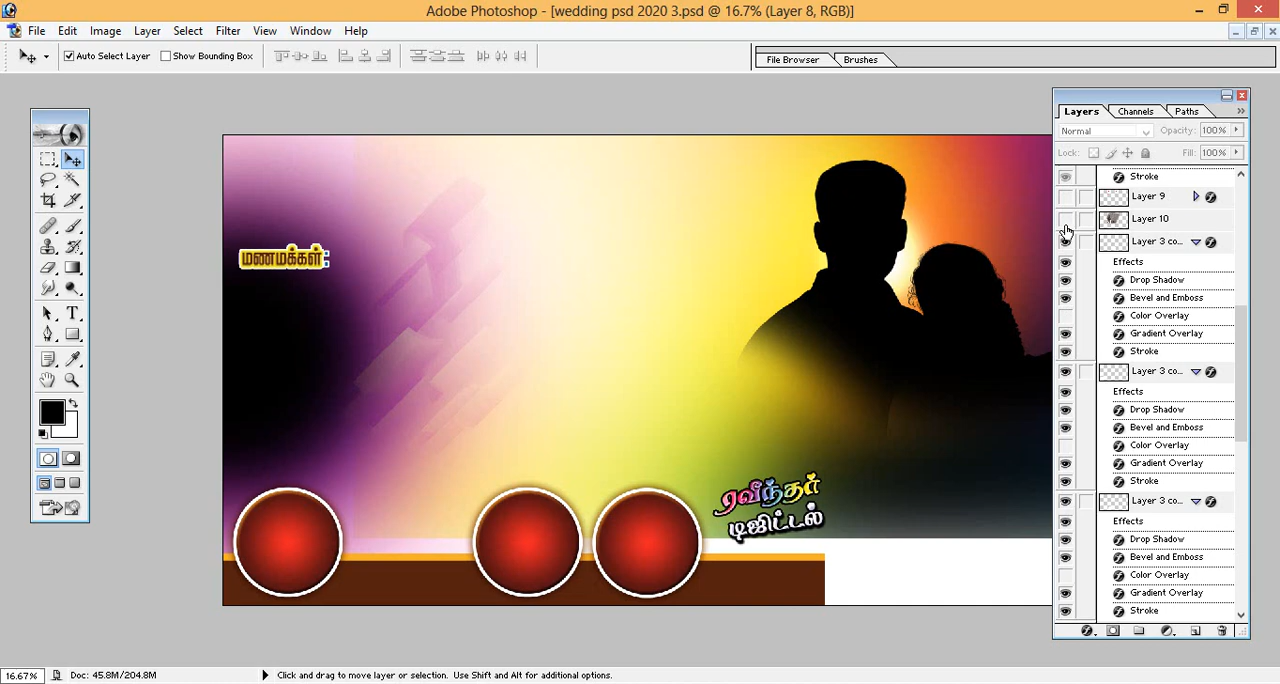 Adobe Photoshop - [wedding psd 2020 3.psd @ 16.7% (Layer 8, RGB)]
File Edit Image Layer Select Filter View Window Help
Auto Select Layer Show Bounding Box
File Browser Brushes
Layers Channels Paths
Normal Opacity: 100%
Lock: Fill: 100%
Stroke
Layer 9
Layer 10
Layer 3 co...
Effects
Drop Shadow
Bevel and Emboss
Color Overlay
Gradient Overlay
Stroke
Layer 3 co...
Effects
Drop Shadow
Bevel and Emboss
Color Overlay
Gradient Overlay
Stroke
Layer 3 co...
Effects
Drop Shadow
Bevel and Emboss
Color Overlay
Gradient Overlay
Stroke
மணமக்கள்:
ரவீந்தர்
டிஜிட்டல்
16.67% Doc: 45.8M/204.8M Click and drag to move layer or selection. Use Shift and Alt for additional options.